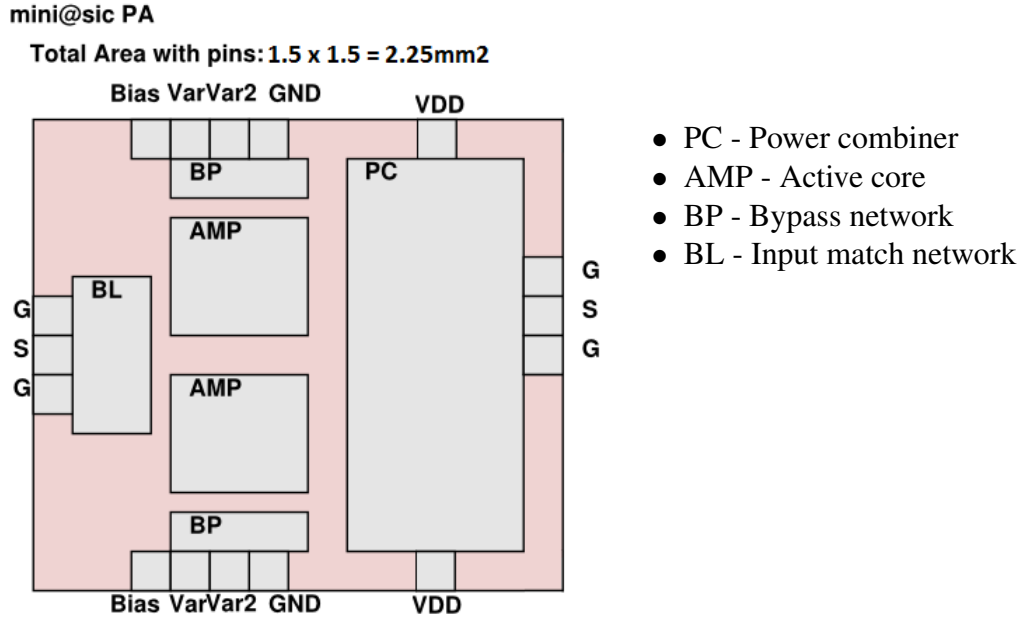 mini@sic PA
Total Area with pins: 1.5 x 1.5 = 2.25mm2
Bias VarVar2 GND
VDD
BP
PC
AMP
BL
G
S
G
G
S
G
AMP
BP
Bias VarVar2 GND
VDD
• PC - Power combiner
• AMP - Active core
• BP - Bypass network
• BL - Input match network